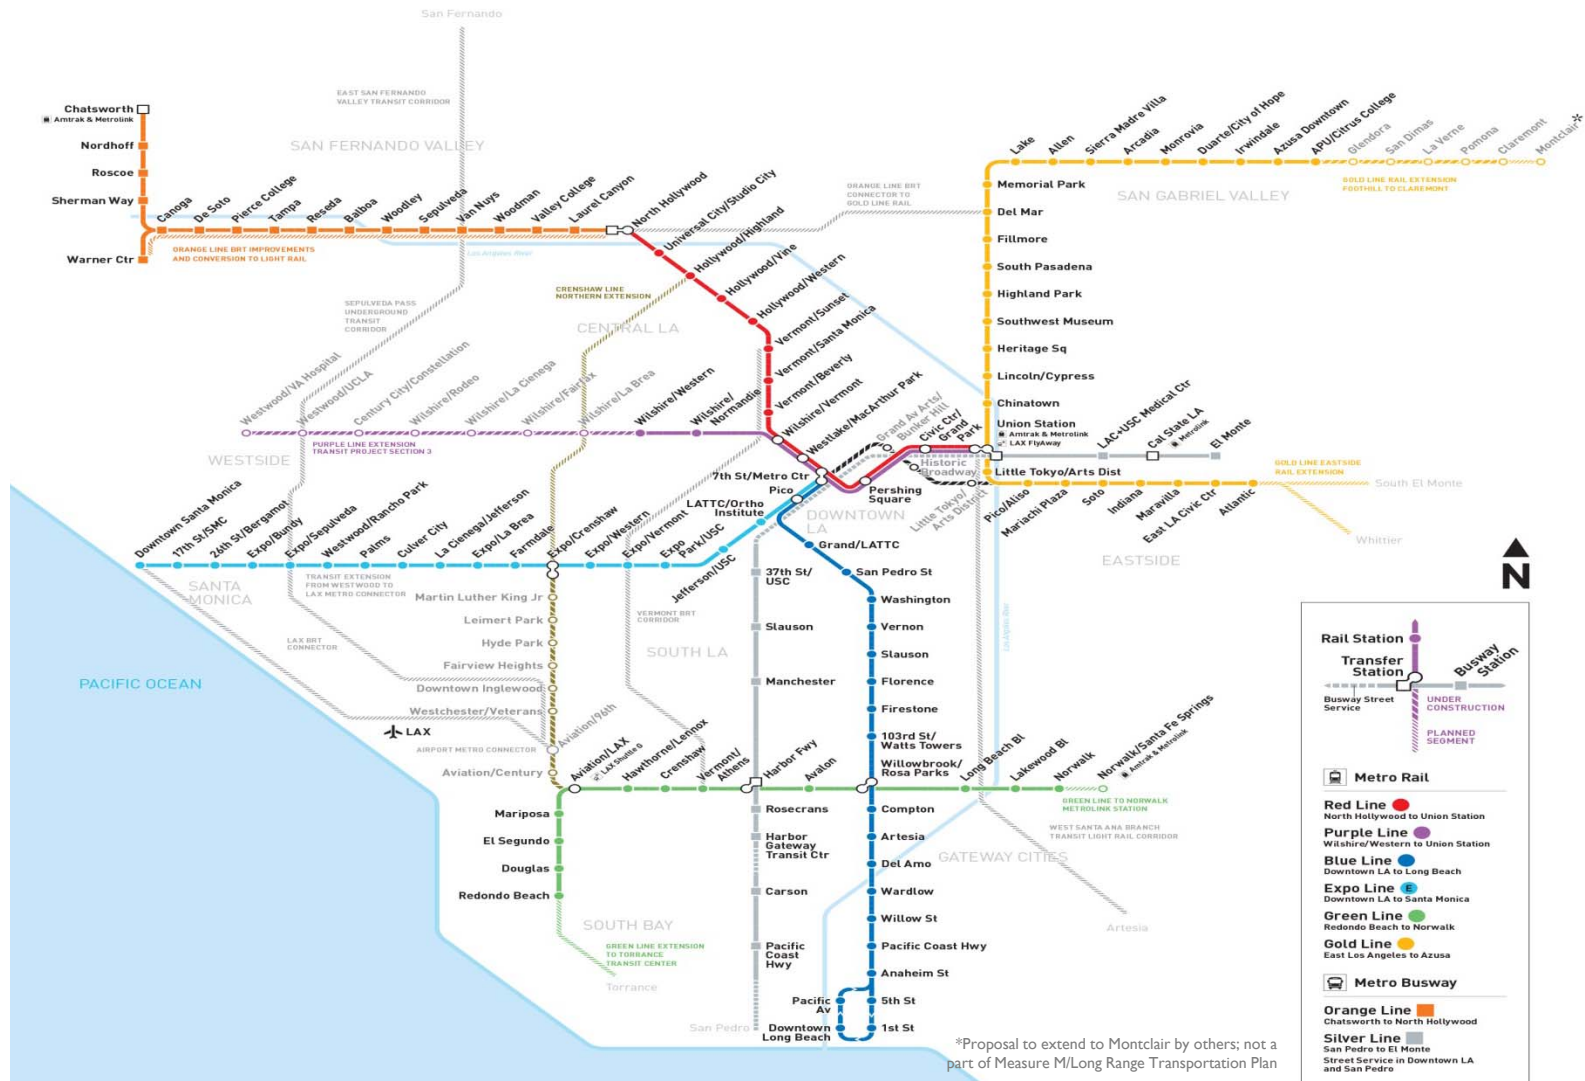 San Fernando
EAST SAN FERNANDO
VALLEY TRANSIT CORRIDOR
SAN FERNANDO VALLEY
Chatsworth
Amtrak & Metrolink
Nordhoff
Roscoe
Sherman Way
Warner Ctr
Canoga
De Soto
Pierce College
Tampa
Reseda
Balboa
Woodley
Sepulveda
Van Nuys
Woodman
Valley College
Laurel Canyon
North Hollywood
ORANGE LINE BRT IMPROVEMENTS
AND CONVERSION TO LIGHT RAIL
Los Angeles River
Universal City/Studio City
Hollywood/Highland
Hollywood/Vine
Hollywood/Western
Vermont/Sunset
Vermont/Santa Monica
Vermont/Beverly
Wilshire/Vermont
Westlake/MacArthur Park
ORANGE LINE BRT
CONNECTOR TO
GOLD LINE RAIL
CRENSHAW LINE
NORTHERN EXTENSION
SEPULVEDA PASS
UNDERGROUND
TRANSIT
CORRIDOR
CENTRAL LA
Lake
Allen
Sierra Madre Villa
Arcadia
Monrovia
Duarte/City of Hope
Irwindale
Azusa Downtown
APU/Citrus College
Glendora
San Dimas
La Verne
Pomona
Claremont
Montclair*
GOLD LINE RAIL EXTENSION
FOOTHILL TO CLAREMONT
SAN GABRIEL VALLEY
Memorial Park
Del Mar
Fillmore
South Pasadena
Highland Park
Southwest Museum
Heritage Sq
Lincoln/Cypress
Chinatown
Union Station
Amtrak & Metrolink
LAX FlyAway
LAC+USC Medical Ctr
Cal State LA
Metrolink
El Monte
Westwood/VA Hospital
Westwood/UCLA
Century City/Constellation
Wilshire/Rodeo
Wilshire/La Cienega
Wilshire/Fairfax
Wilshire/La Brea
Wilshire/Western
Wilshire/
Normandie
PURPLE LINE EXTENSION
TRANSIT PROJECT SECTION 3
WESTSIDE
7th St/Metro Ctr
Pico
LATTC/Ortho
Institute
Pershing
Square
Grand Av Arts/
Bunker Hill
Civic Ctr/
Grand
Park
Historic
Broadway
Little Tokyo/
Arts District
Little Tokyo/Arts Dist
DOWNTOWN
LA
Pico/Aliso
Mariachi Plaza
Soto
Indiana
Maravilla
East LA Civic Ctr
Atlantic
GOLD LINE EASTSIDE
RAIL EXTENSION
South El Monte
Whittier
EASTSIDE
Downtown Santa Monica
17th St/SMC
26th St/Bergamot
Expo/Bundy
Expo/Sepulveda
Westwood/Rancho Park
Palms
Culver City
La Cienega/Jefferson
Expo/La Brea
Farmdale
Expo/Crenshaw
Expo/Western
Expo/Vermont
Expo
Park/USC
Jefferson/USC
SANTA
MONICA
TRANSIT EXTENSION
FROM WESTWOOD TO
LAX METRO CONNECTOR
LAX BRT
CONNECTOR
Martin Luther King Jr
Leimert Park
Hyde Park
Fairview Heights
Downtown Inglewood
Westchester/Veterans
AIRPORT METRO CONNECTOR
Aviation/96th
Aviation/Century
LAX
PACIFIC OCEAN
VERMONT BRT
CORRIDOR
SOUTH LA
37th St/
USC
Slauson
Manchester
Harbor Fwy
Rosecrans
Harbor
Gateway
Transit Ctr
Carson
Pacific
Coast
Hwy
San Pedro
Grand/LATTC
San Pedro St
Washington
Vernon
Slauson
Florence
Firestone
103rd St/
Watts Towers
Willowbrook/
Rosa Parks
Compton
Artesia
Del Amo
Wardlow
Willow St
Pacific Coast Hwy
Anaheim St
5th St
1st St
Pacific
Av
Downtown
Long Beach
Los Angeles River
Aviation/LAX
LAX Shuttle G
Hawthorne/Lennox
Crenshaw
Vermont/
Athens
Avalon
Long Beach Bl
Lakewood Bl
Norwalk
Norwalk/Santa Fe Springs
Amtrak & Metrolink
GREEN LINE TO NORWALK
METROLINK STATION
WEST SANTA ANA BRANCH
TRANSIT LIGHT RAIL CORRIDOR
GATEWAY CITIES
Artesia
Mariposa
El Segundo
Douglas
Redondo Beach
SOUTH BAY
GREEN LINE EXTENSION
TO TORRANCE
TRANSIT CENTER
Torrance
*Proposal to extend to Montclair by others; not a
part of Measure M/Long Range Transportation Plan
N
Rail Station
Transfer
Station
Busway
Station
Busway Street
Service
UNDER
CONSTRUCTION
PLANNED
SEGMENT
Metro Rail
Red Line
North Hollywood to Union Station
Purple Line
Wilshire/Western to Union Station
Blue Line
Downtown LA to Long Beach
Expo Line E
Downtown LA to Santa Monica
Green Line
Redondo Beach to Norwalk
Gold Line
East Los Angeles to Azusa
Metro Busway
Orange Line
Chatsworth to North Hollywood
Silver Line
San Pedro to El Monte
Street Service in Downtown LA
and San Pedro